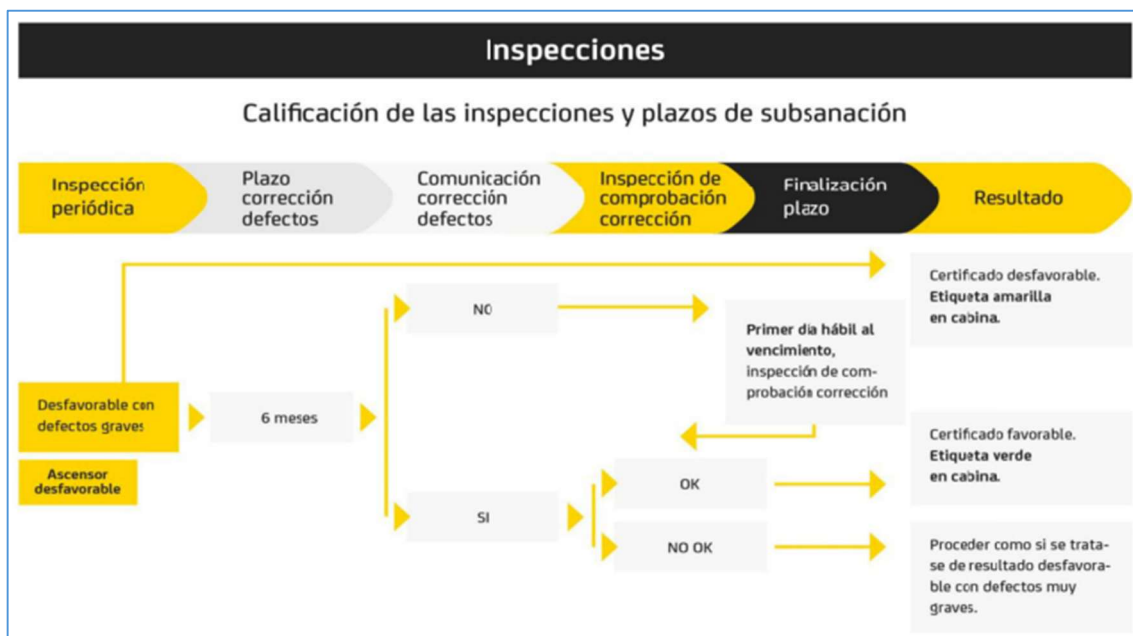 Inspecciones
Calificación de las inspecciones y plazos de subsanación
Inspección
periódica
Plazo
corrección
defectos
Comunicación
corrección
defectos
Inspección de
comprobación
corrección
Finalización
plazo
Resultado
Certificado desfavorable.
Etiqueta amarilla
en cabina.
NO
Primer día hábil al
vencimiento,
inspección de com-
probación corrección
Desfavorable con
defectos graves
6 meses
Certificado favorable.
Etiqueta verde
en cabina.
Ascensor
desfavorable
OK
SI
NO OK
Proceder como si se trata-
se de resultado desfavora-
ble con defectos muy
graves.